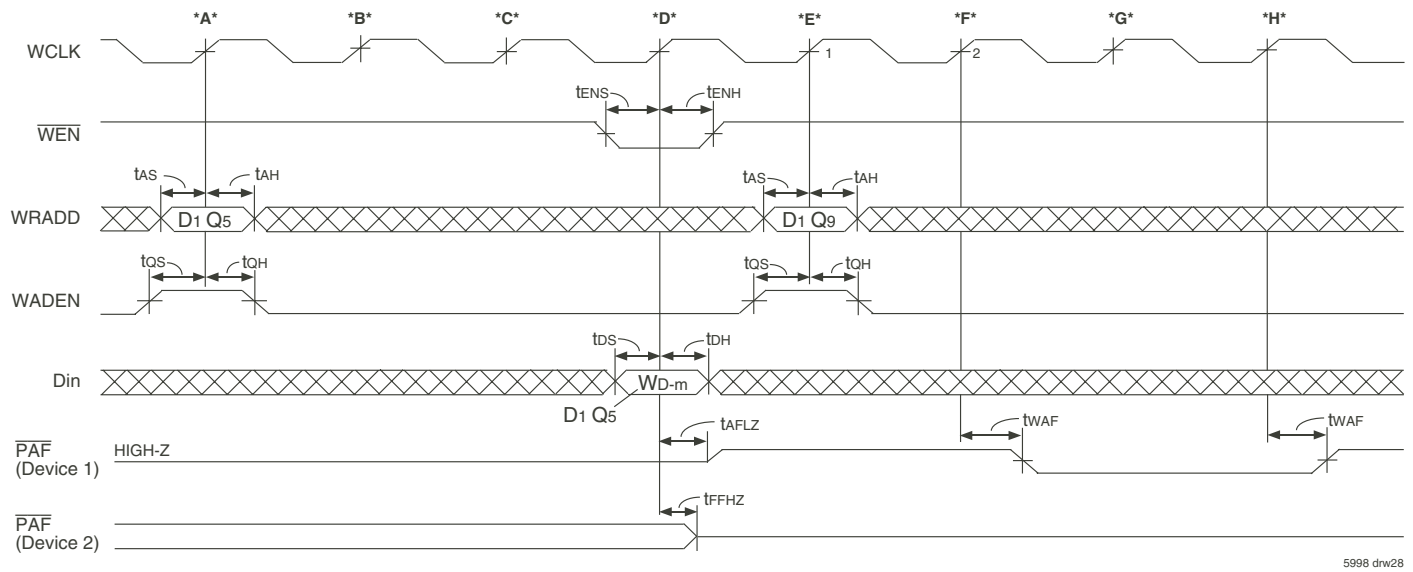 *A* *B* *C* *D* *E* *F* *G* *H*
WCLK 1 2
tENS tENH
WEN
tAS tAH tAS tAH
WRADD D1 Q5 D1 Q9
tQS tQH tQS tQH
WADEN
tDS tDH
Din WD-m
D1 Q5
tAFLZ tWAF tWAF
PAF HIGH-Z
(Device 1)
tFFHZ
PAF
(Device 2)
5998 drw28